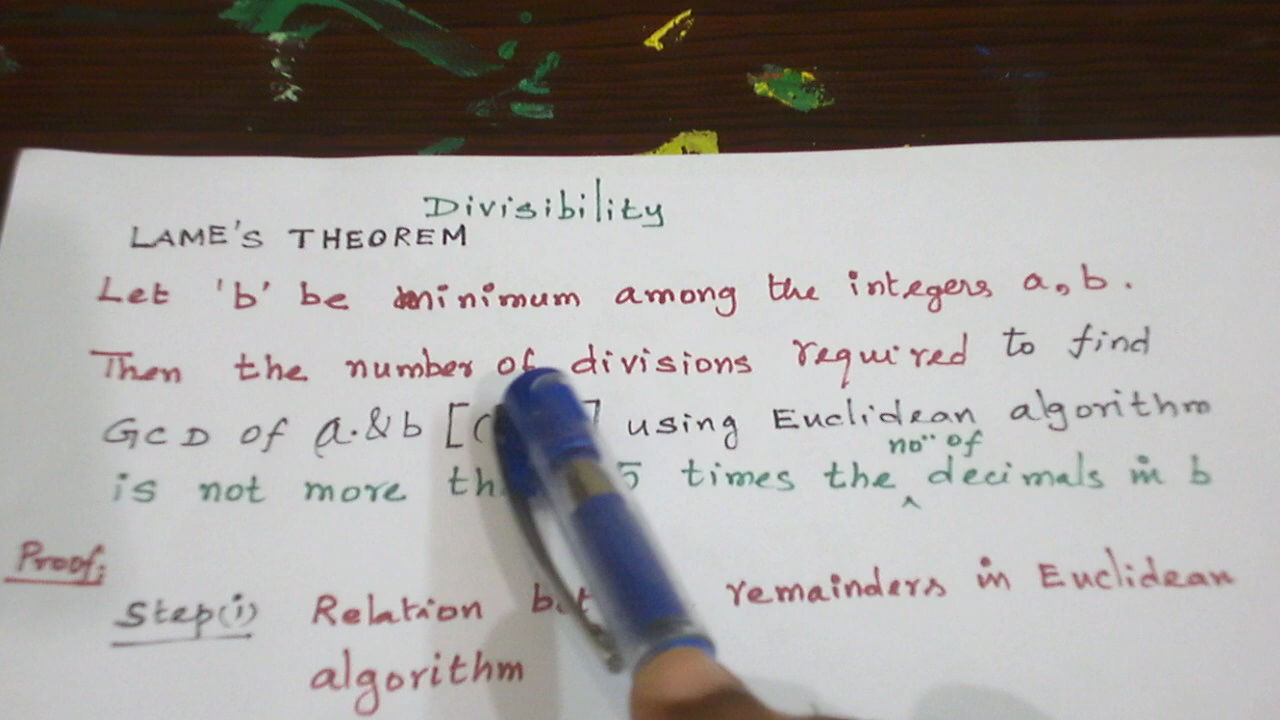 Divisibility
LAME'S THEOREM
Let 'b' be minimum among the integers a, b.
Then the number of divisions required to find
GCD of a & b [( ] using Euclidean algorithm
no" of
is not more 5 times the ^ decimals in b
Proof:
Step(i) Relation remainders in Euclidean
algorithm